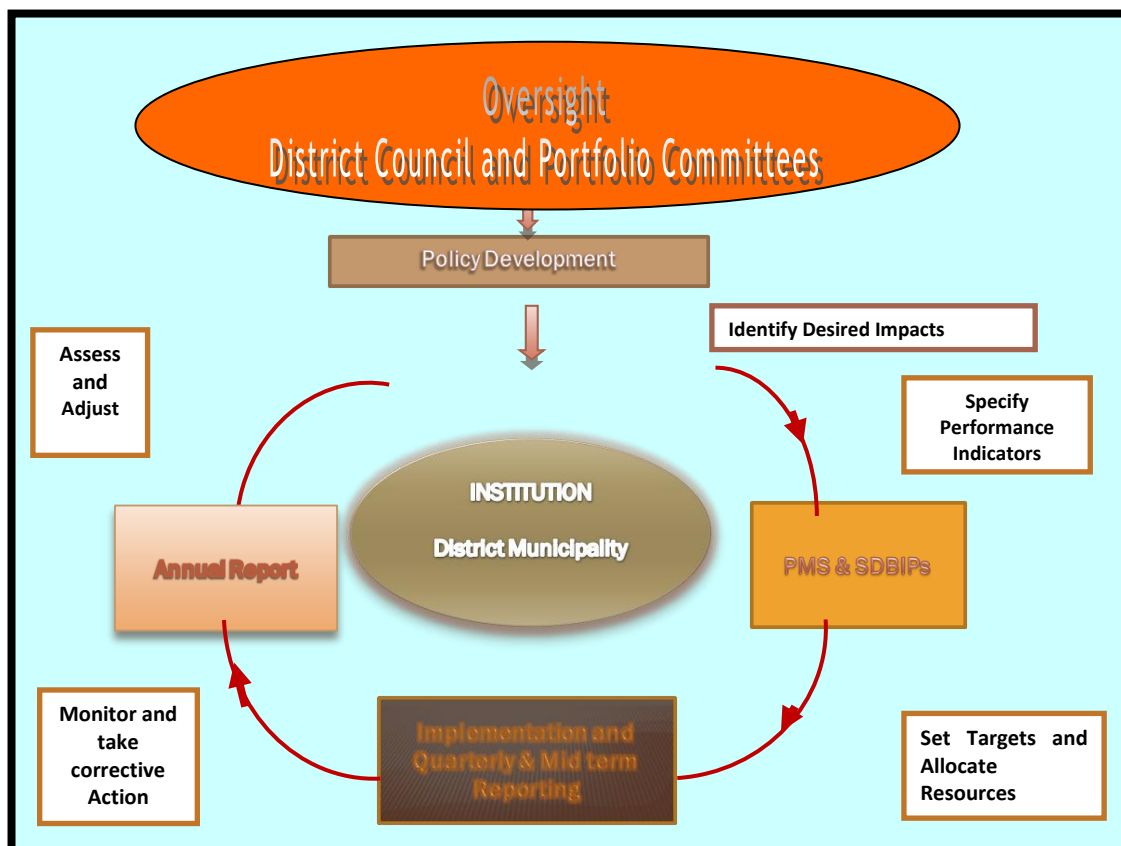 Oversight
District Council and Portfolio Committees
Policy Development
Identify Desired Impacts
Assess
and
Adjust
Specify
Performance
Indicators
INSTITUTION
District Municipality
Annual Report
PMS & SDBIPs
Monitor and
take
corrective
Action
Implementation and
Quarterly & Mid term
Reporting
Set Targets and
Allocate
Resources